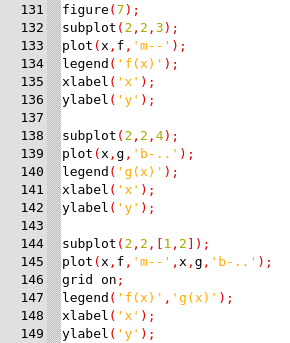 131 figure(7);
132 subplot(2,2,3);
133 plot(x,f,'m--');
134 legend('f(x)');
135 xlabel('x');
136 ylabel('y');
137
138 subplot(2,2,4);
139 plot(x,g,'b-..');
140 legend('g(x)');
141 xlabel('x');
142 ylabel('y');
143
144 subplot(2,2,[1,2]);
145 plot(x,f,'m--',x,g,'b-..');
146 grid on;
147 legend('f(x)','g(x)');
148 xlabel('x');
149 ylabel('y');